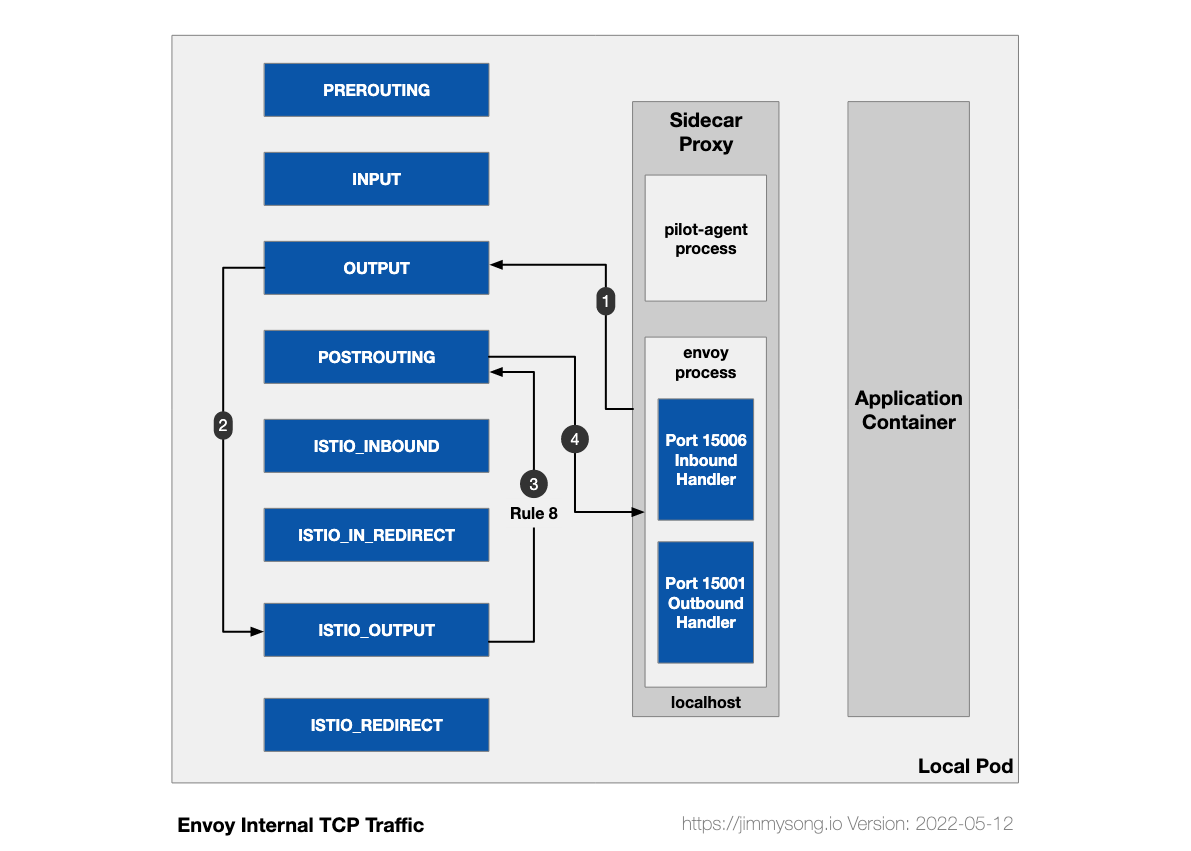 PREROUTING
INPUT
OUTPUT
POSTROUTING
ISTIO_INBOUND
ISTIO_IN_REDIRECT
ISTIO_OUTPUT
ISTIO_REDIRECT
1
2
3
Rule 8
4
Sidecar
Proxy
pilot-agent
process
envoy
process
Port 15006
Inbound
Handler
Port 15001
Outbound
Handler
localhost
Application
Container
Local Pod
Envoy Internal TCP Traffic
https://jimmysong.io Version: 2022-05-12